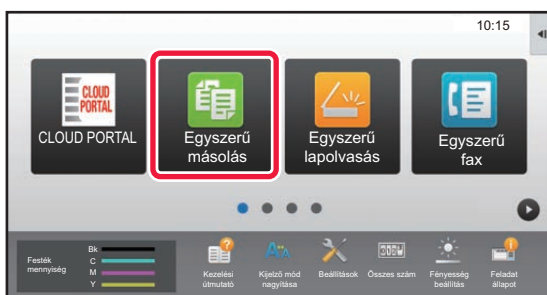 10:15
CLOUD
PORTAL
CLOUD PORTAL
Egyszerű
másolás
Egyszerű
lapolvasás
Egyszerű
fax
Festék
mennyiség
Bk
C
M
Y
Kezelési
útmutató
Kijelző mód
nagyítása
Beállítások
Összes szám
Fényesség
beállítás
Feladat
állapot